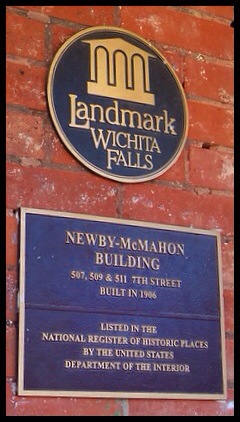 Landmark
WICHITA
FALLS
NEWBY-McMAHON
BUILDING
507, 509 & 511 7TH STREET
BUILT IN 1906
LISTED IN THE
NATIONAL REGISTER OF HISTORIC PLACES
BY THE UNITED STATES
DEPARTMENT OF THE INTERIOR